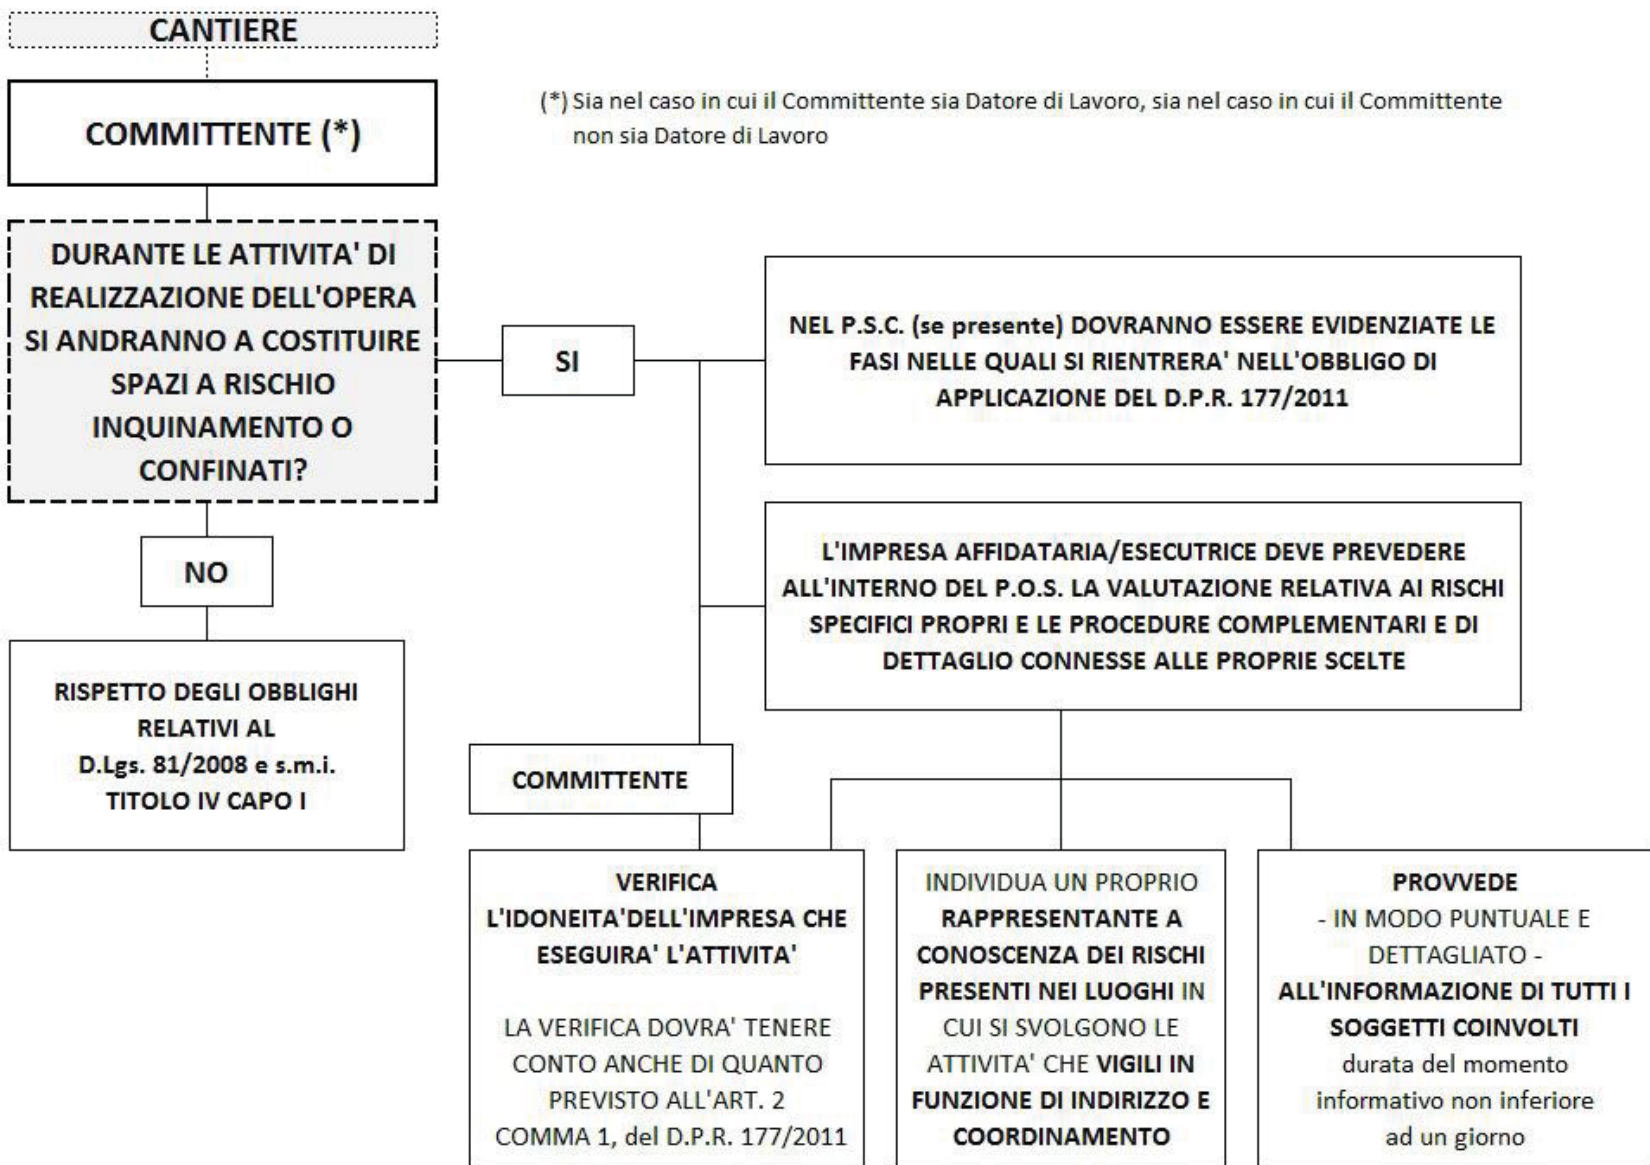 CANTIERE
COMMITTENTE (*)
(*) Sia nel caso in cui il Committente sia Datore di Lavoro, sia nel caso in cui il Committente
non sia Datore di Lavoro
DURANTE LE ATTIVITA' DI
REALIZZAZIONE DELL'OPERA
SI ANDRANNO A COSTITUIRE
SPAZI A RISCHIO
INQUINAMENTO O
CONFINATI?
SI
NEL P.S.C. (se presente) DOVRANNO ESSERE EVIDENZIATE LE
FASI NELLE QUALI SI RIENTRERA' NELL'OBBLIGO DI
APPLICAZIONE DEL D.P.R. 177/2011
L'IMPRESA AFFIDATARIA/ESECUTRICE DEVE PREVEDERE
ALL'INTERNO DEL P.O.S. LA VALUTAZIONE RELATIVA AI RISCHI
SPECIFICI PROPRI E LE PROCEDURE COMPLEMENTARI E DI
DETTAGLIO CONNESSE ALLE PROPRIE SCELTE
NO
RISPETTO DEGLI OBBLIGHI
RELATIVI AL
D.Lgs. 81/2008 e s.m.i.
TITOLO IV CAPO I
COMMITTENTE
VERIFICA
L'IDONEITA'DELL'IMPRESA CHE
ESEGUIRA' L'ATTIVITA'
LA VERIFICA DOVRA' TENERE
CONTO ANCHE DI QUANTO
PREVISTO ALL'ART. 2
COMMA 1, del D.P.R. 177/2011
INDIVIDUA UN PROPRIO
RAPPRESENTANTE A
CONOSCENZA DEI RISCHI
PRESENTI NEI LUOGHI IN
CUI SI SVOLGONO LE
ATTIVITA' CHE VIGILI IN
FUNZIONE DI INDIRIZZO E
COORDINAMENTO
PROVVEDE
- IN MODO PUNTUALE E
DETTAGLIATO -
ALL'INFORMAZIONE DI TUTTI I
SOGGETTI COINVOLTI
durata del momento
informativo non inferiore
ad un giorno